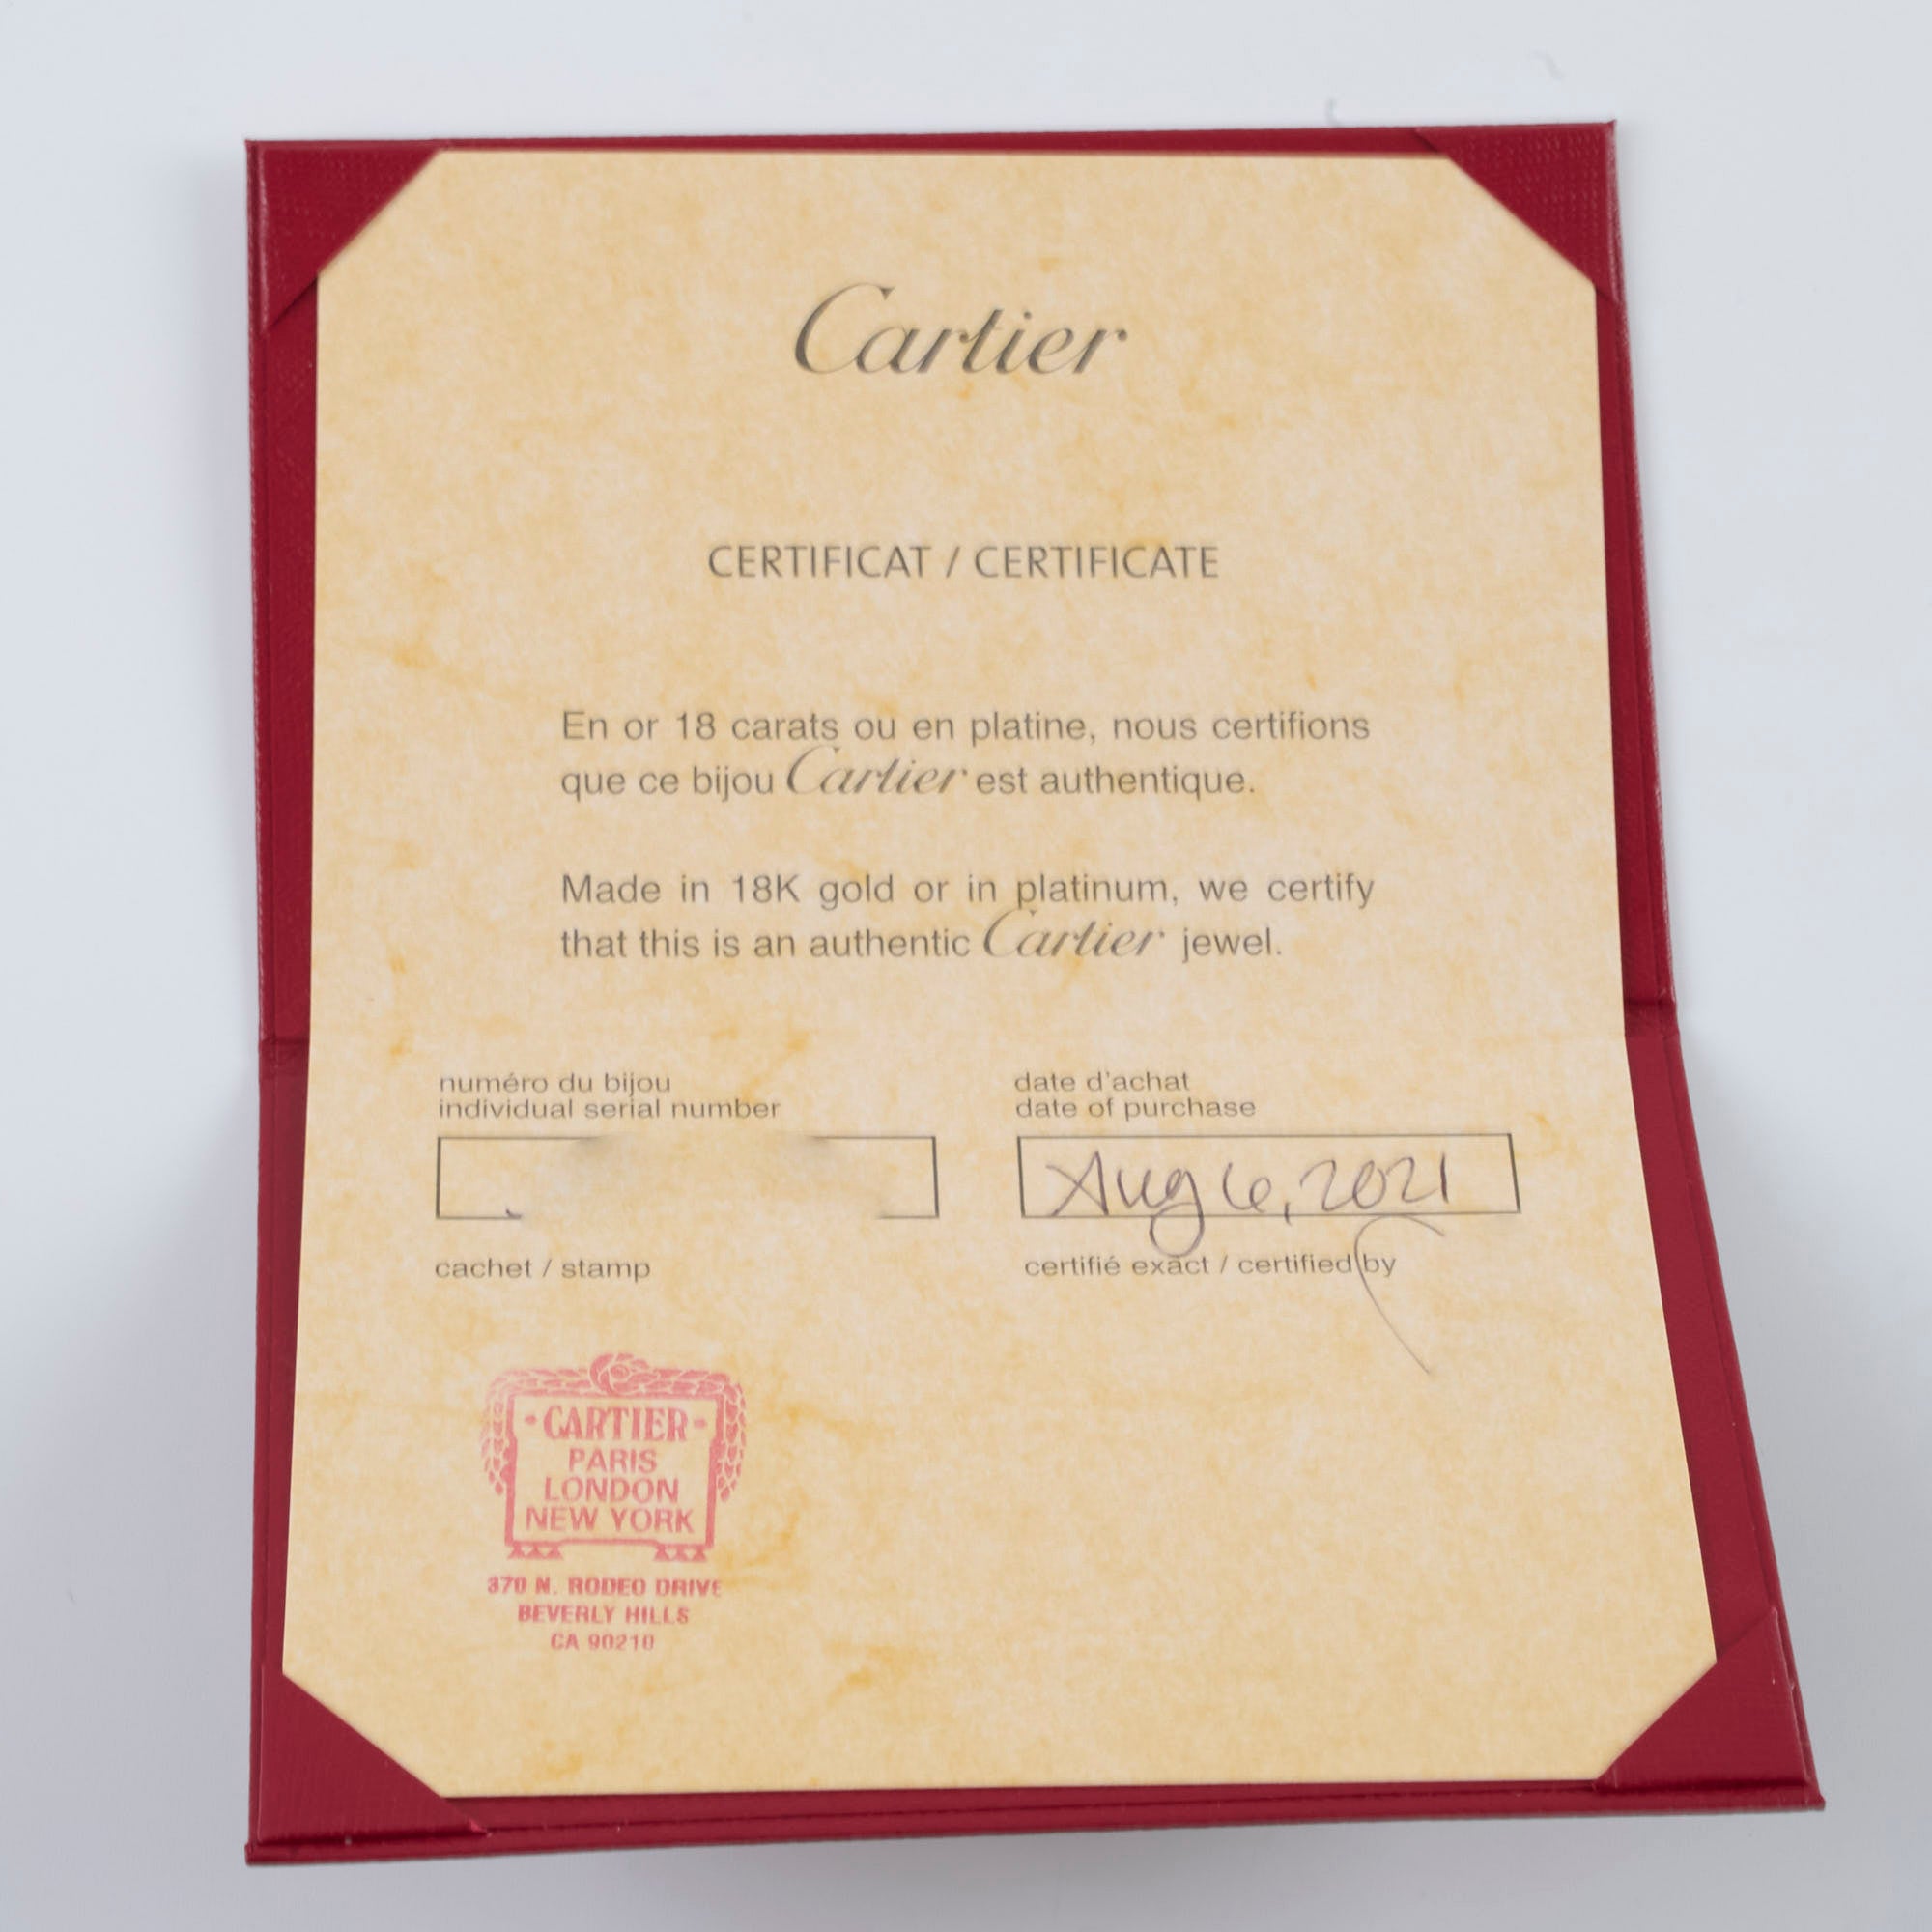 Cartier
CERTIFICAT / CERTIFICATE
En or 18 carats ou en platine, nous certifions
que ce bijou Cartier est authentique.
Made in 18K gold or in platinum, we certify
that this is an authentic Cartier jewel.
numéro du bijou
individual serial number
date d'achat
date of purchase
Aug 6, 2021
cachet / stamp
certifié exact / certified by
CARTIER
PARIS
LONDON
NEW YORK
370 N. RODEO DRIVE
BEVERLY HILLS
CA 90210